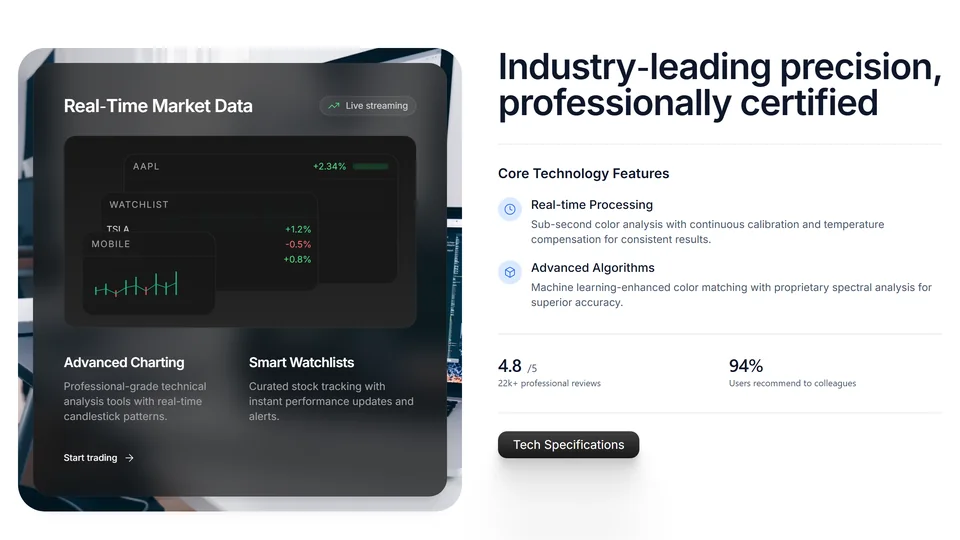 Real-Time Market Data
Live streaming
AAPL
+2.34%
WATCHLIST
TSLA
+1.2%
-0.5%
+0.8%
MOBILE
Advanced Charting
Professional-grade technical
analysis tools with real-time
candlestick patterns.
Smart Watchlists
Curated stock tracking with
instant performance updates and
alerts.
Start trading
Industry-leading precision,
professionally certified
Core Technology Features
Real-time Processing
Sub-second color analysis with continuous calibration and temperature
compensation for consistent results.
Advanced Algorithms
Machine learning-enhanced color matching with proprietary spectral analysis for
superior accuracy.
4.8 /5
22k+ professional reviews
94%
Users recommend to colleagues
Tech Specifications